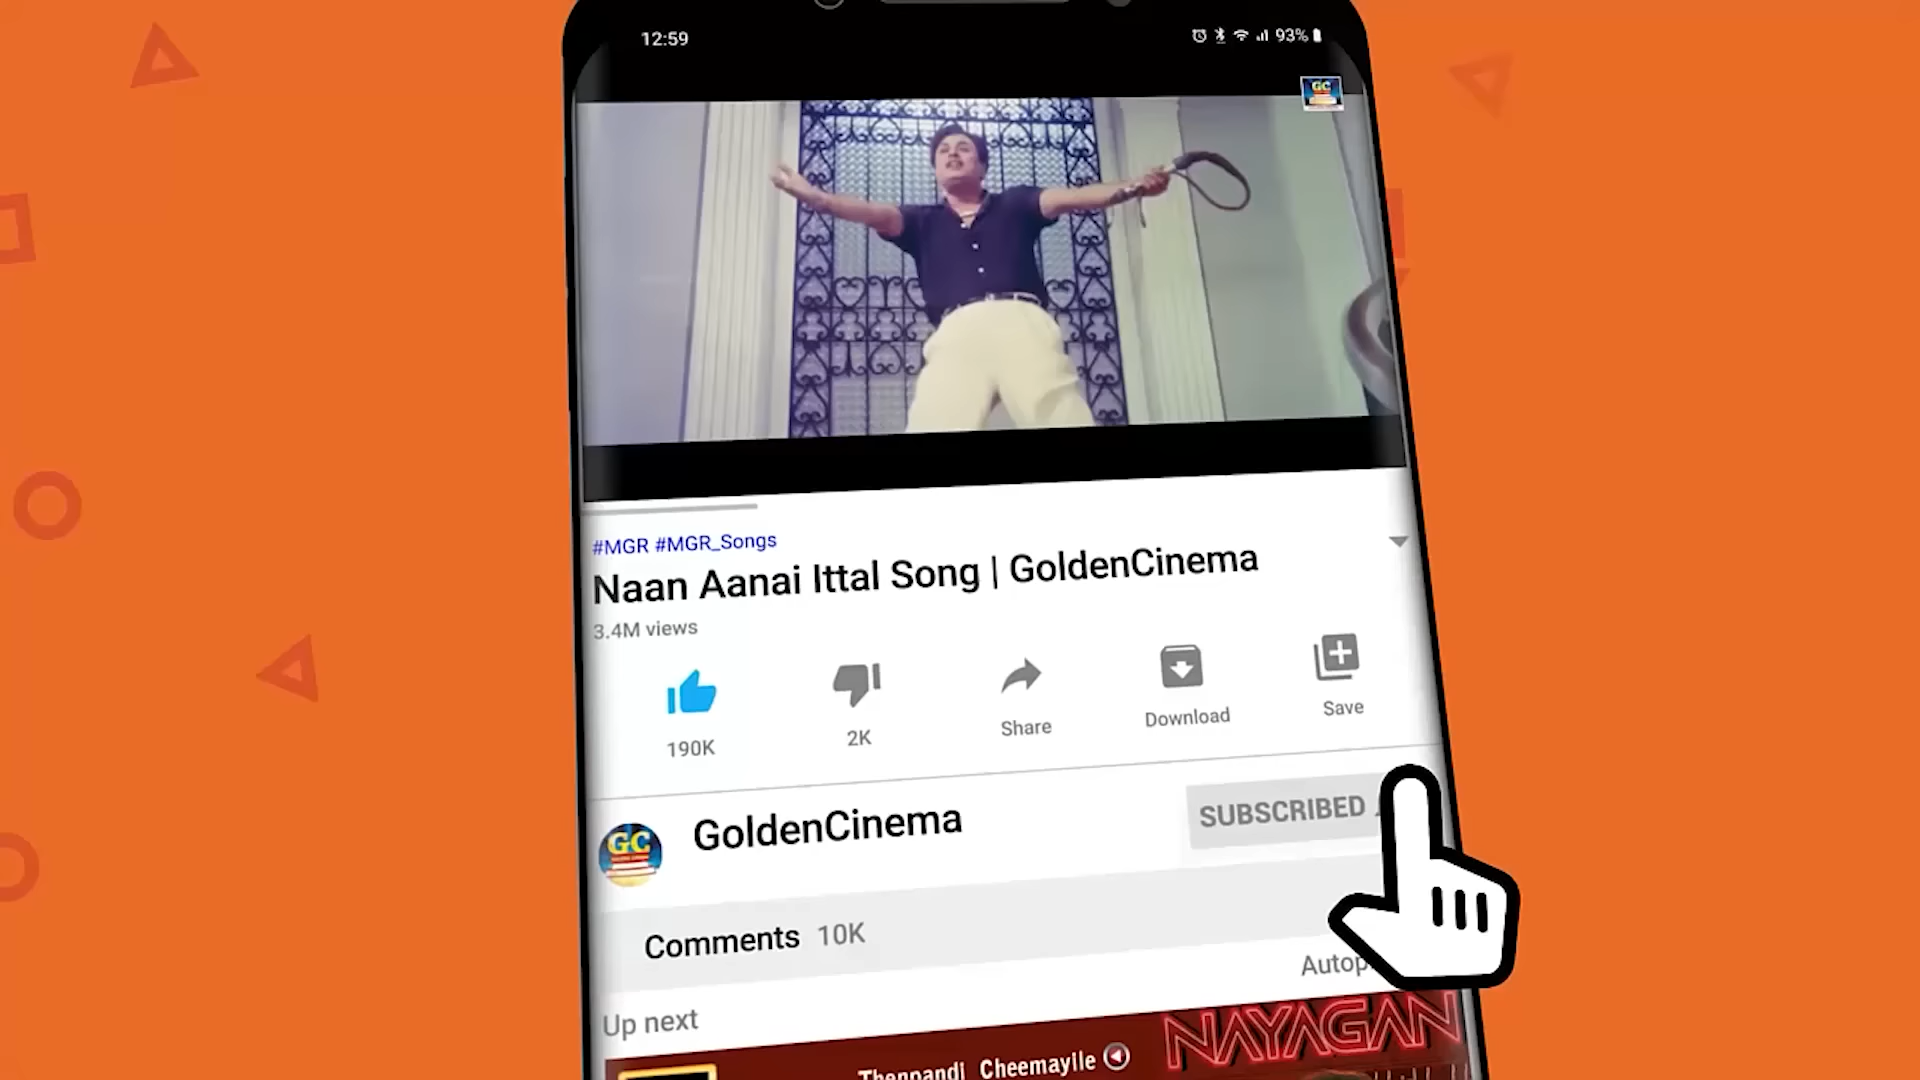 12:59
93%
GC
#MGR #MGR_Songs
Naan Aanai Ittal Song | GoldenCinema
3.4M views
190K
2K
Share
Download
Save
GC
GoldenCinema
SUBSCRIBED
Comments 10K
Up next
Thenpandi Cheemayile
NAYAGAN